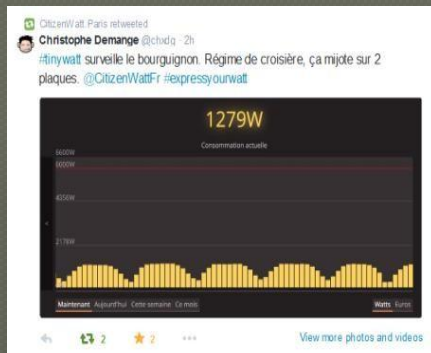 CitizenWatt Paris retweeted
Christophe Demange @chxdg · 2h
#tinywatt surveille le bourguignon. Régime de croisière, ça mijote sur 2
plaques. @CitizenWattFr #expressyourwatt
1279W
Consommation actuelle
6600W
6000W
4350W
2178W
Maintenant Aujourd'hui Cette semaine Ce mois Watts Euros
2 2 View more photos and videos